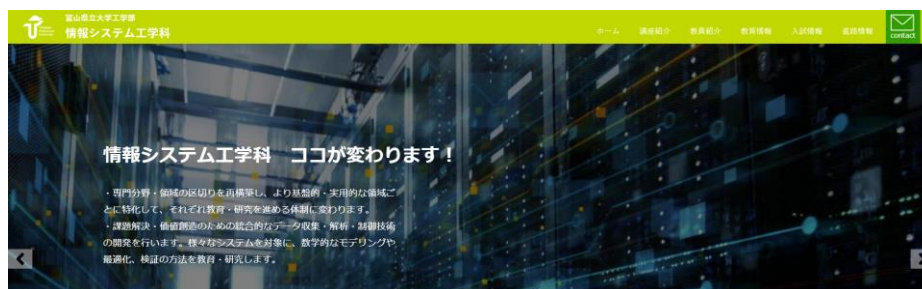 富山県立大学工学部
情報システム工学科
ホーム 講座紹介 教員紹介 教育情報 入試情報 進路情報
contact
情報システム工学科 ココが変わります！
・専門分野・領域の区切りを再構築し、より基盤的・実用的な領域ご
とに特化して、それぞれ教育・研究を進める体制に変わります。
・課題解決・価値創造のための統合的なデータ収集・解析・制御技術
の開発を行います。様々なシステムを対象に、数学的なモデリングや
最適化、検証の方法を教育・研究します。